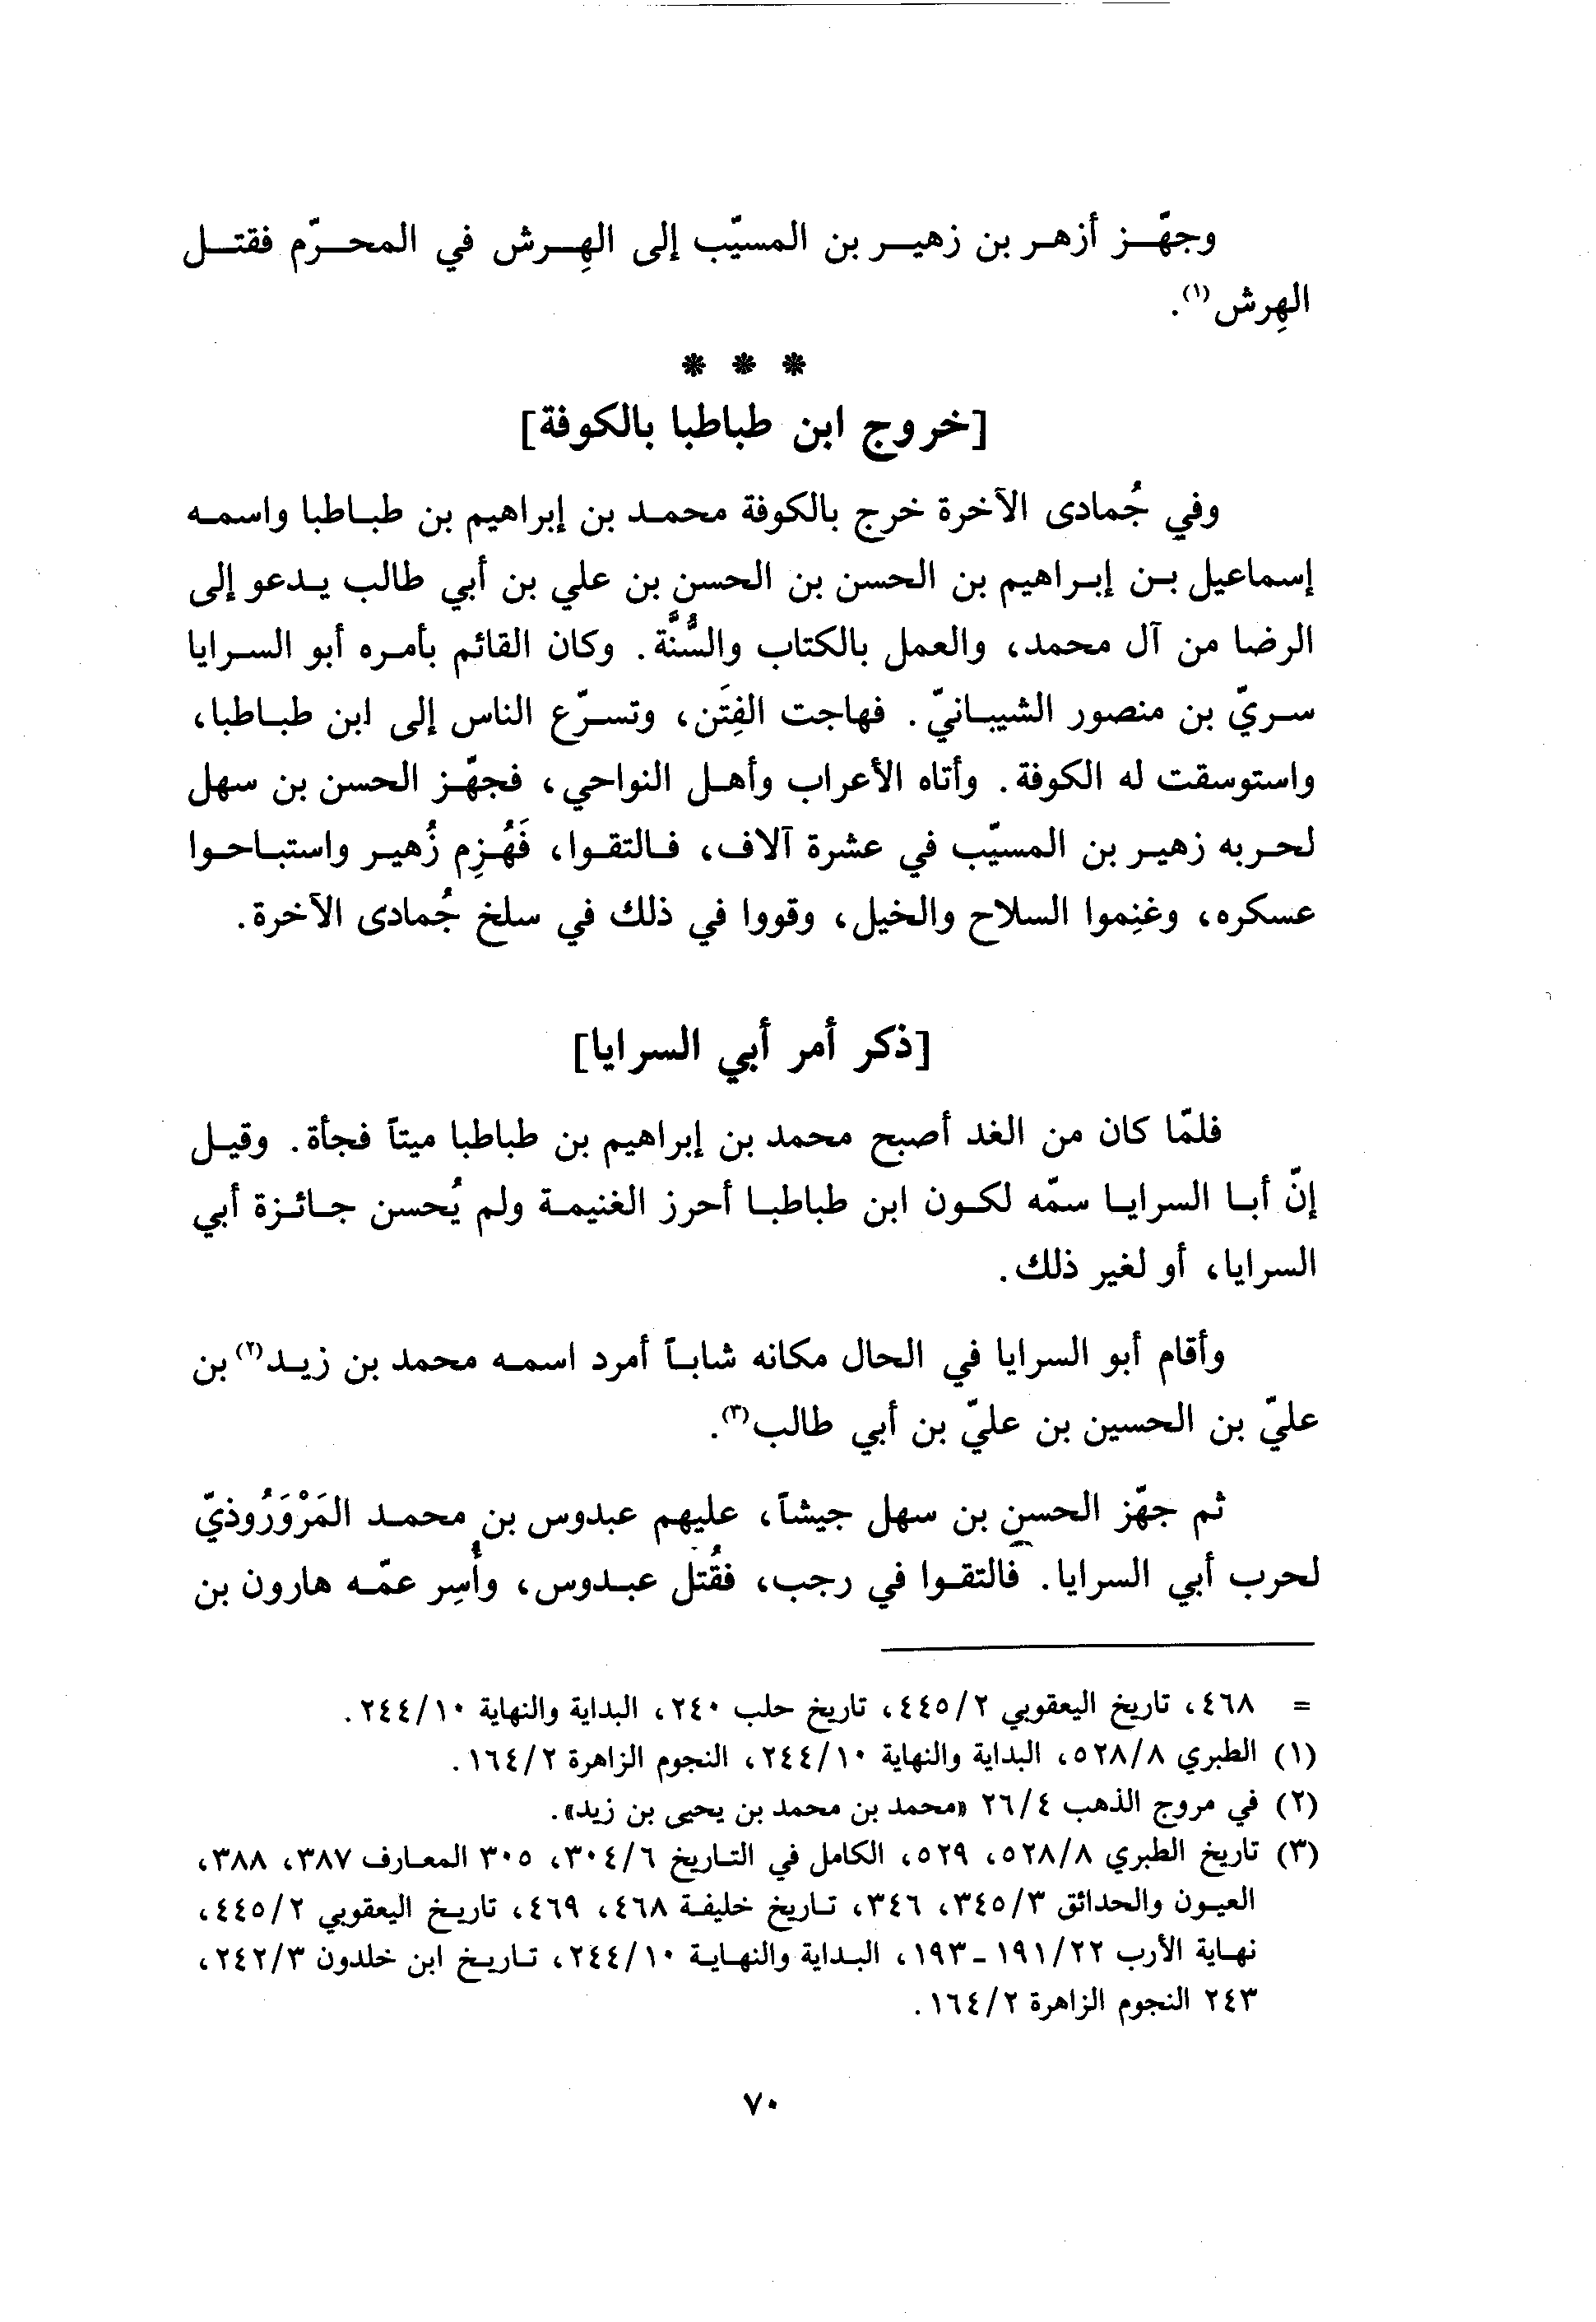 وجهّز أزهر بن زهير بن المسيّب إلى الهِرش في المحرّم فقتل
الهِرش(١).
* * *
[خروج ابن طباطبا بالكوفة]
وفي جُمادى الآخرة خرج بالكوفة محمد بن إبراهيم بن طباطبا واسمه
إسماعيل بن إبراهيم بن الحسن بن الحسن بن علي بن أبي طالب يدعو إلى
الرضا من آل محمد، والعمل بالكتاب والسُّنَّة. وكان القائم بأمره أبو السرايا
سريّ بن منصور الشيبانيّ. فهاجت الفِتَن، وتسرّع الناس إلى ابن طباطبا،
واستوسقت له الكوفة. وأتاه الأعراب وأهل النواحي، فجهّز الحسن بن سهل
لحربه زهير بن المسيّب في عشرة آلاف، فالتقوا، فَهُزِم زُهير واستباحوا
عسكره، وغنِموا السلاح والخيل، وقووا في ذلك في سلخ جُمادى الآخرة.
[ذكر أمر أبي السرايا]
فلمّا كان من الغد أصبح محمد بن إبراهيم بن طباطبا ميتاً فجأة. وقيل
إنّ أبا السرايا سمّه لكون ابن طباطبا أحرز الغنيمة ولم يُحسن جائزة أبي
السرايا، أو لغير ذلك.
وأقام أبو السرايا في الحال مكانه شاباً أمرد اسمه محمد بن زيد(٢) بن
عليّ بن الحسين بن عليّ بن أبي طالب(٣).
ثم جهّز الحسن بن سهل جيشاً، عليهم عبدوس بن محمد المَرْوَرُوذيّ
لحرب أبي السرايا. فالتقوا في رجب، فقُتل عبدوس، وأُسِر عمّه هارون بن
= ٤٦٨، تاريخ اليعقوبي ٤٤٥/٢، تاريخ حلب ٢٤٠، البداية والنهاية ٢٤٤/١٠.
(١) الطبري ٥٢٨/٨، البداية والنهاية ٢٤٤/١٠، النجوم الزاهرة ١٦٤/٢.
(٢) في مروج الذهب ٢٦/٤ «محمد بن محمد بن يحيى بن زيد».
(٣) تاريخ الطبري ٥٢٨/٨، ٥٢٩، الكامل في التاريخ ٣٠٤/٦، ٣٠٥ المعارف ٣٨٧، ٣٨٨،
العيون والحدائق ٣٤٥/٣، ٣٤٦، تاريخ خليفة ٤٦٨، ٤٦٩، تاريخ اليعقوبي ٤٤٥/٢،
نهاية الأرب ١٩١/٢٢ - ١٩٣، البداية والنهاية ٢٤٤/١٠، تاريخ ابن خلدون ٢٤٢/٣،
٢٤٣ النجوم الزاهرة ١٦٤/٢.
٧٠